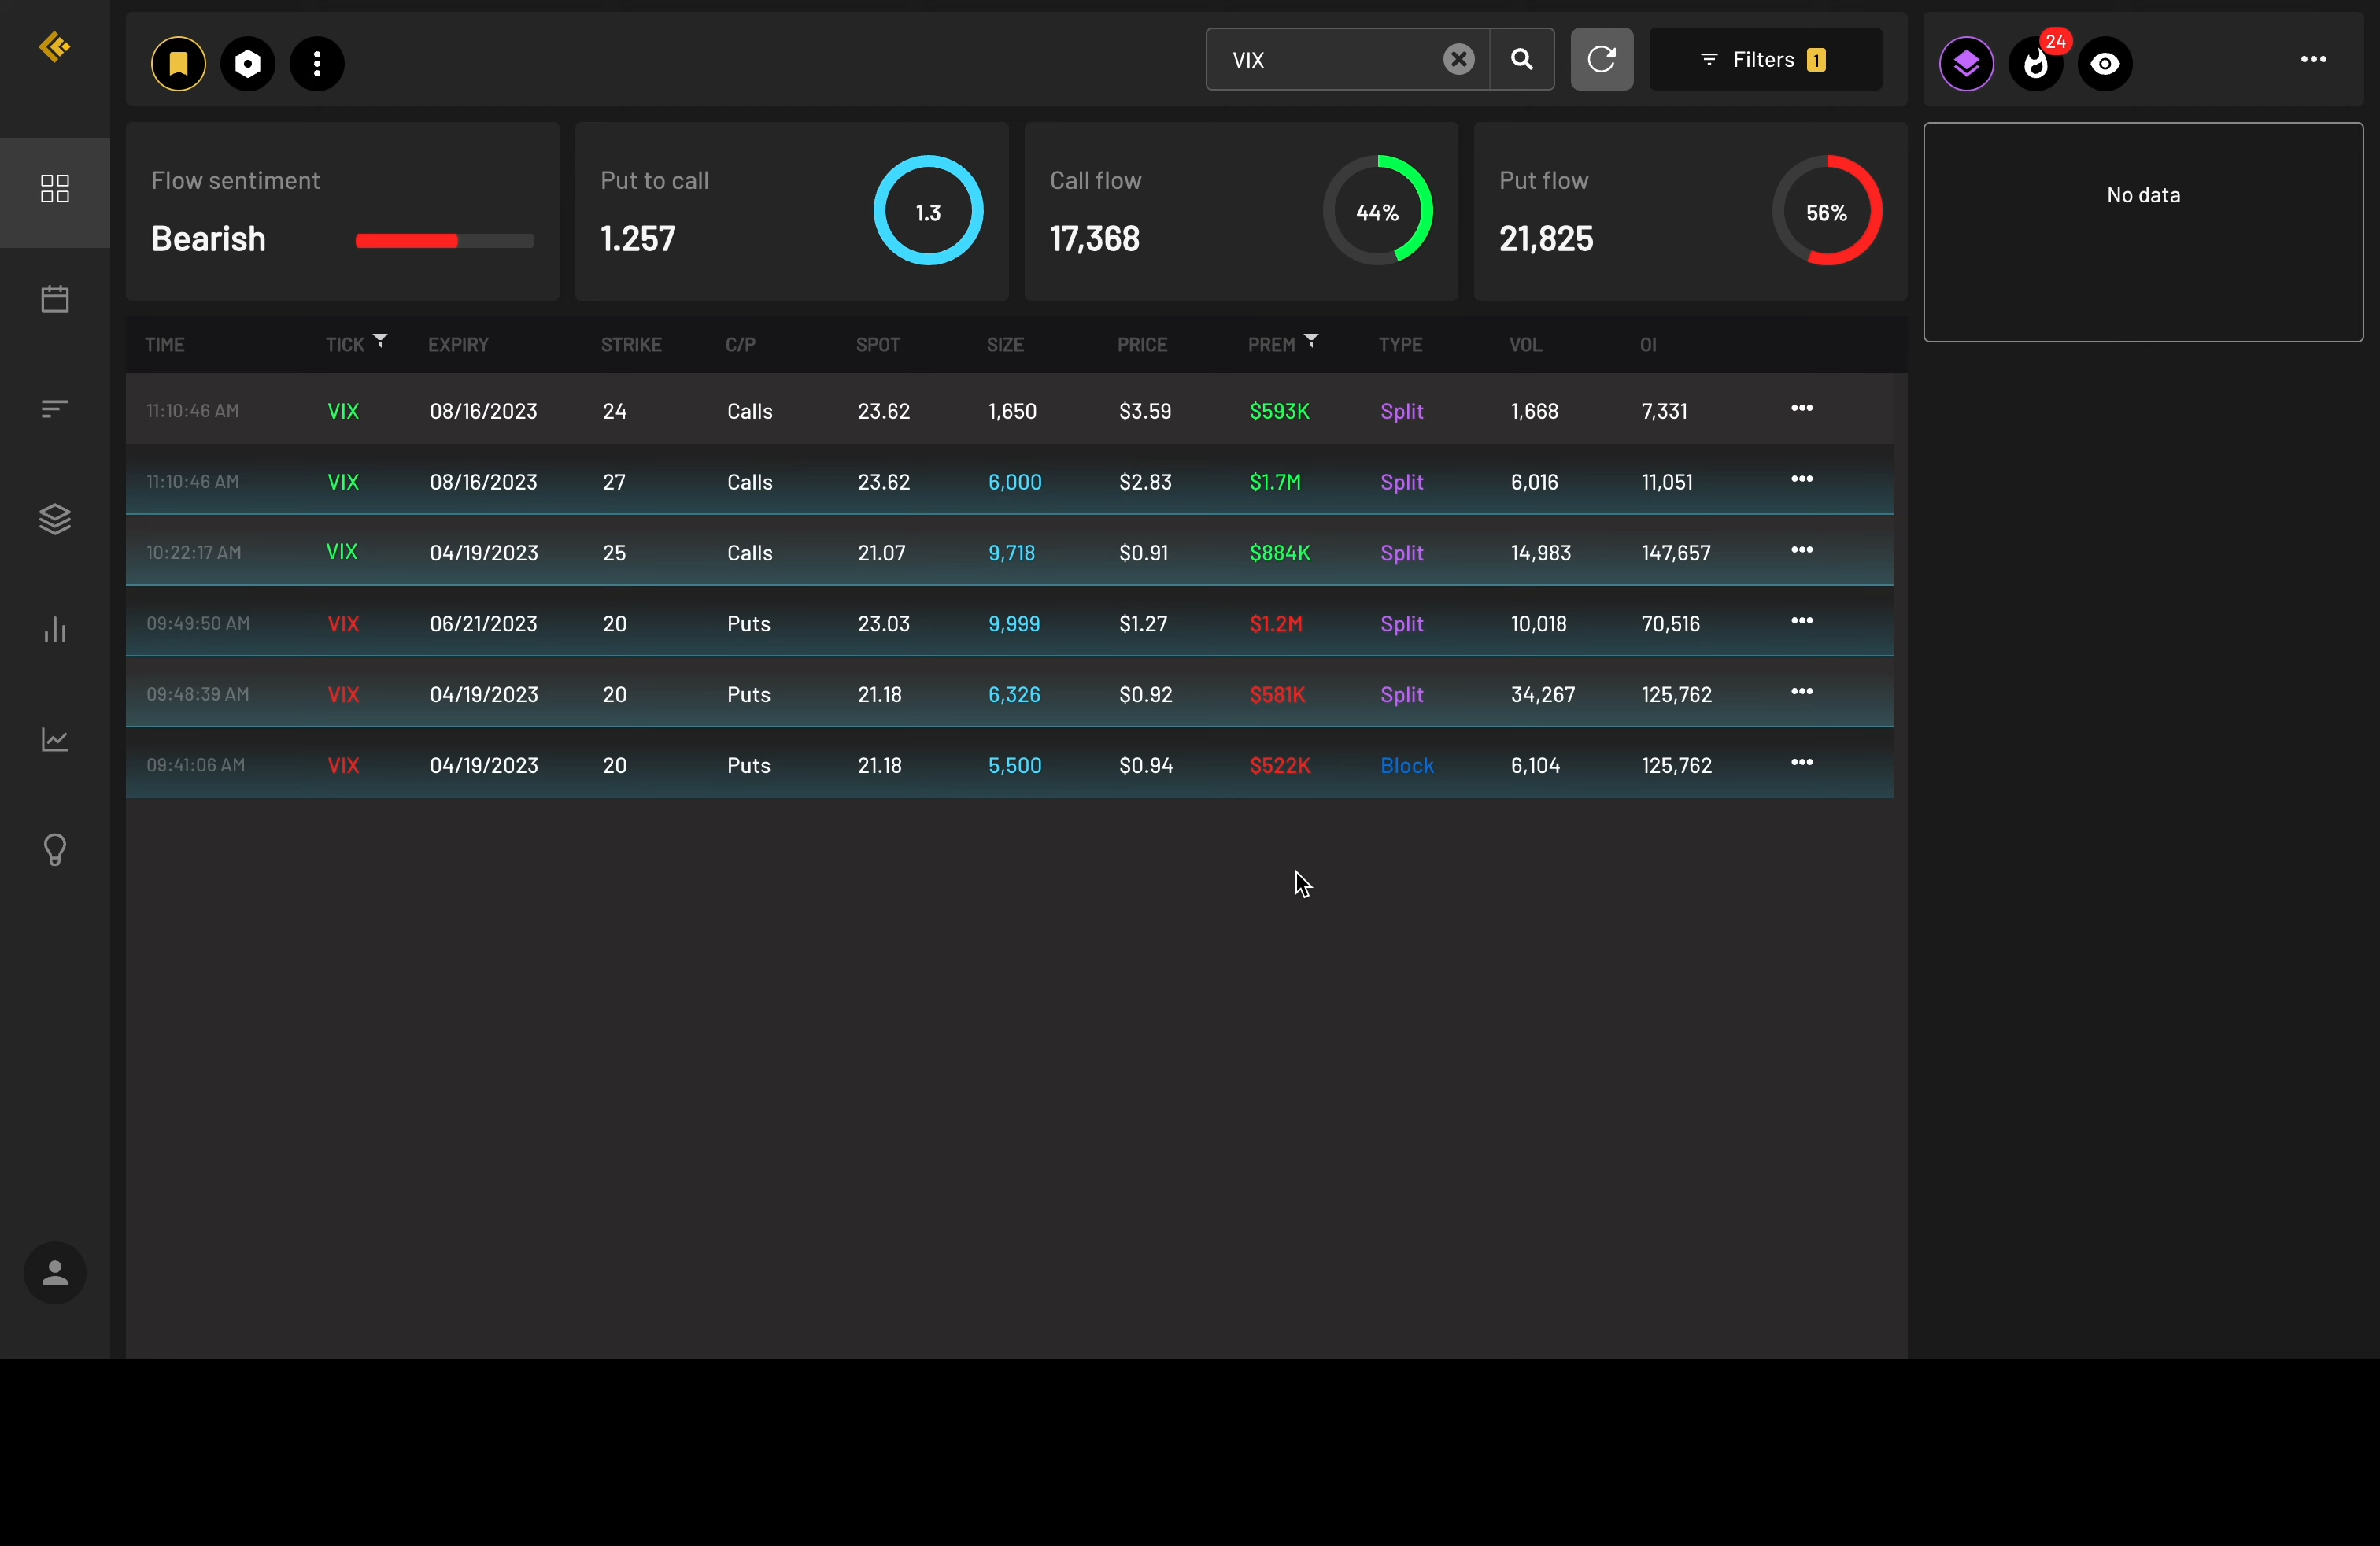 VIX
Filters 1
24
Flow sentiment
Bearish
Put to call
1.257
1.3
Call flow
17,368
44%
Put flow
21,825
56%
No data
TIME TICK EXPIRY STRIKE C/P SPOT SIZE PRICE PREM TYPE VOL OI
11:10:46 AM VIX 08/16/2023 24 Calls 23.62 1,650 $3.59 $593K Split 1,668 7,331
11:10:46 AM VIX 08/16/2023 27 Calls 23.62 6,000 $2.83 $1.7M Split 6,016 11,051
10:22:17 AM VIX 04/19/2023 25 Calls 21.07 9,718 $0.91 $884K Split 14,983 147,657
09:49:50 AM VIX 06/21/2023 20 Puts 23.03 9,999 $1.27 $1.2M Split 10,018 70,516
09:48:39 AM VIX 04/19/2023 20 Puts 21.18 6,326 $0.92 $581K Split 34,267 125,762
09:41:06 AM VIX 04/19/2023 20 Puts 21.18 5,500 $0.94 $522K Block 6,104 125,762